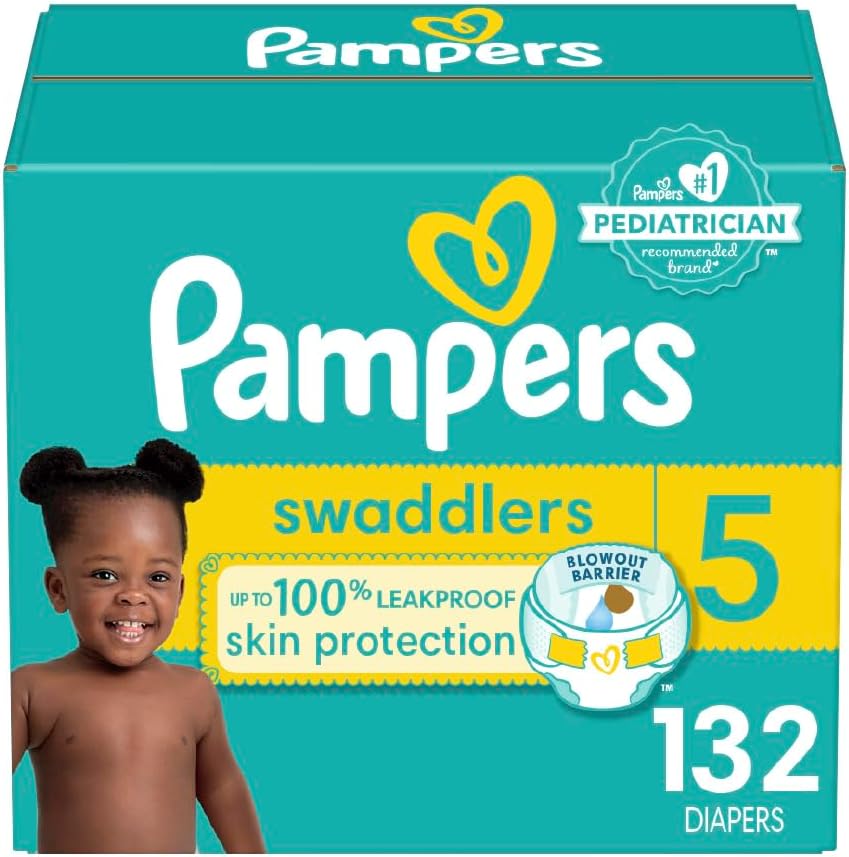 Pampers
Pampers #1
PEDIATRICIAN
recommended
brand*
TM
Pampers
swaddlers
5
UP TO 100% LEAKPROOF
skin protection
BLOWOUT
BARRIER
TM
132
DIAPERS